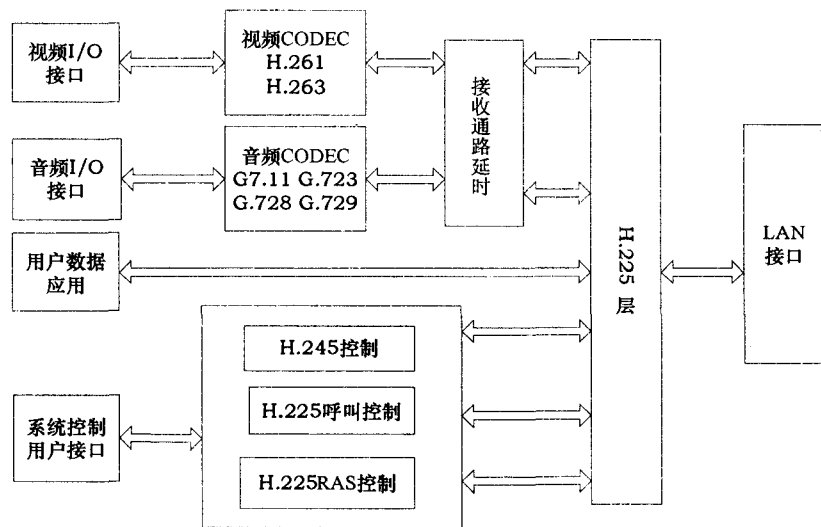 视频I/O
接口
视频CODEC
H.261
H.263
接收通路延时
音频I/O
接口
音频CODEC
G7.11 G.723
G.728 G.729
用户数据
应用
H.225 层
LAN
接口
H.245控制
H.225呼叫控制
H.225RAS控制
系统控制
用户接口